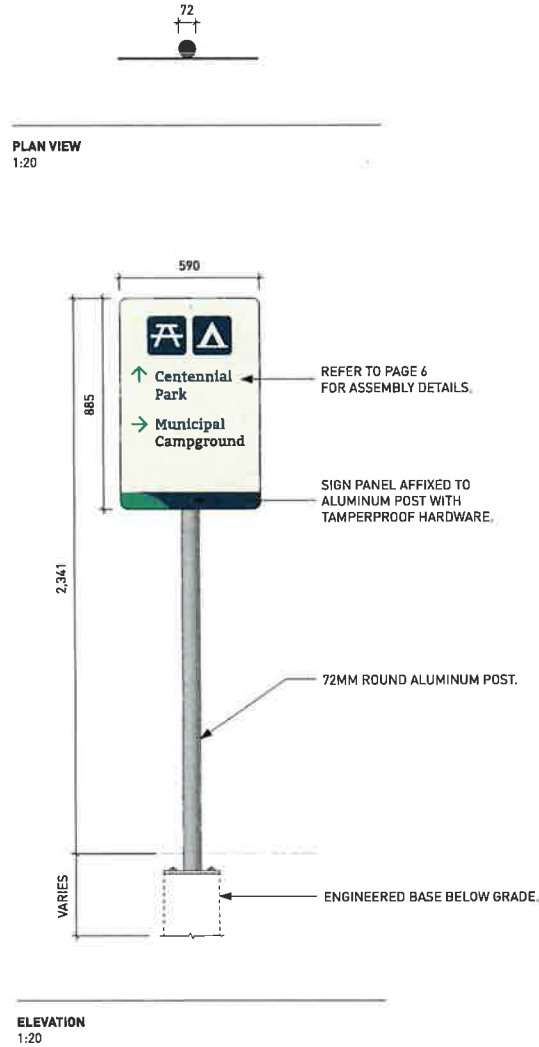 72
PLAN VIEW
1:20
590
885
2,341
VARIES
Centennial
Park
Municipal
Campground
REFER TO PAGE 6
FOR ASSEMBLY DETAILS.
SIGN PANEL AFFIXED TO
ALUMINUM POST WITH
TAMPERPROOF HARDWARE.
72MM ROUND ALUMINUM POST.
ENGINEERED BASE BELOW GRADE.
ELEVATION
1:20